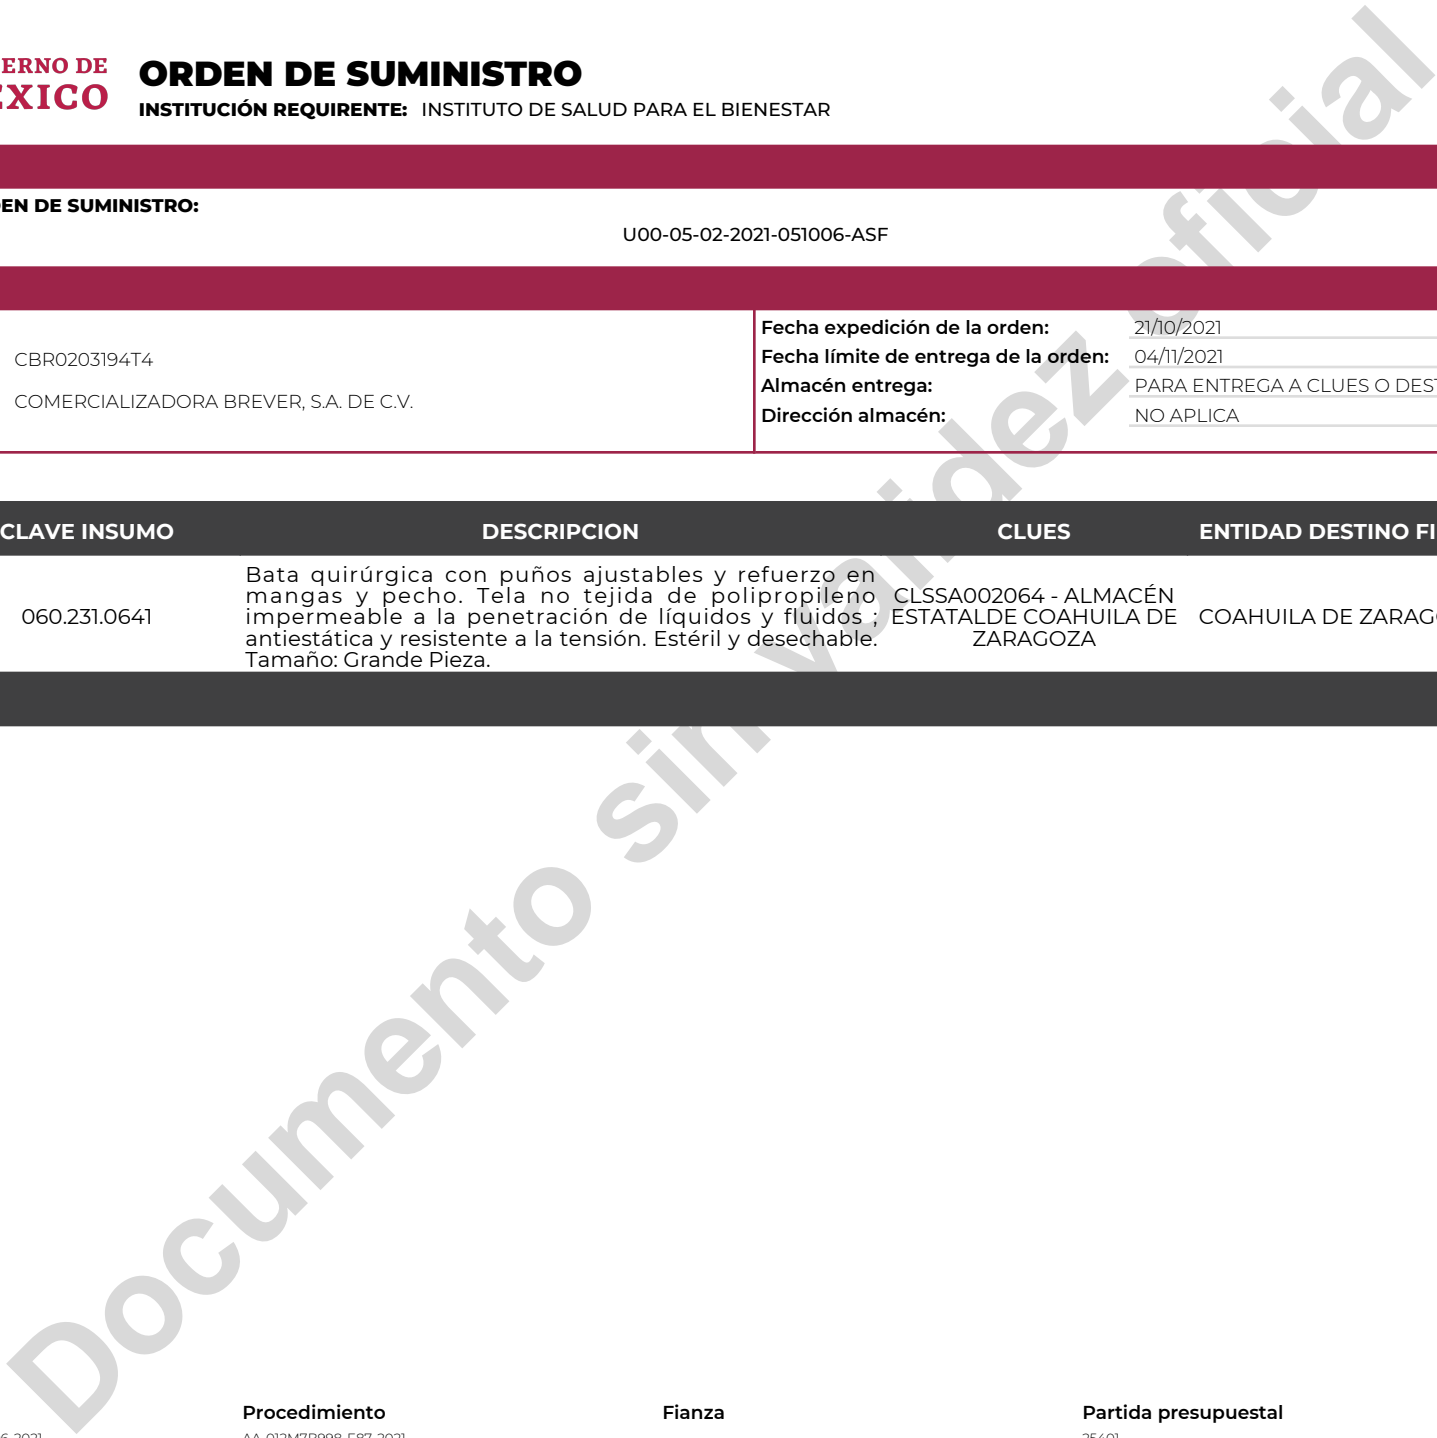 ERNO DE
EXICO
ORDEN DE SUMINISTRO
INSTITUCIÓN REQUIRENTE: INSTITUTO DE SALUD PARA EL BIENESTAR
EN DE SUMINISTRO:
U00-05-02-2021-051006-ASF
CBR0203194T4
COMERCIALIZADORA BREVER, S.A. DE C.V.
Fecha expedición de la orden: 21/10/2021
Fecha límite de entrega de la orden: 04/11/2021
Almacén entrega: PARA ENTREGA A CLUES O DEST
Dirección almacén: NO APLICA
CLAVE INSUMO DESCRIPCION CLUES ENTIDAD DESTINO FI
060.231.0641
Bata quirúrgica con puños ajustables y refuerzo en
mangas y pecho. Tela no tejida de polipropileno
impermeable a la penetración de líquidos y fluidos ;
antiestática y resistente a la tensión. Estéril y desechable.
Tamaño: Grande Pieza.
CLSSA002064 - ALMACÉN
ESTATALDE COAHUILA DE
ZARAGOZA
COAHUILA DE ZARAG
Documento sin validez oficial
Procedimiento Fianza Partida presupuestal